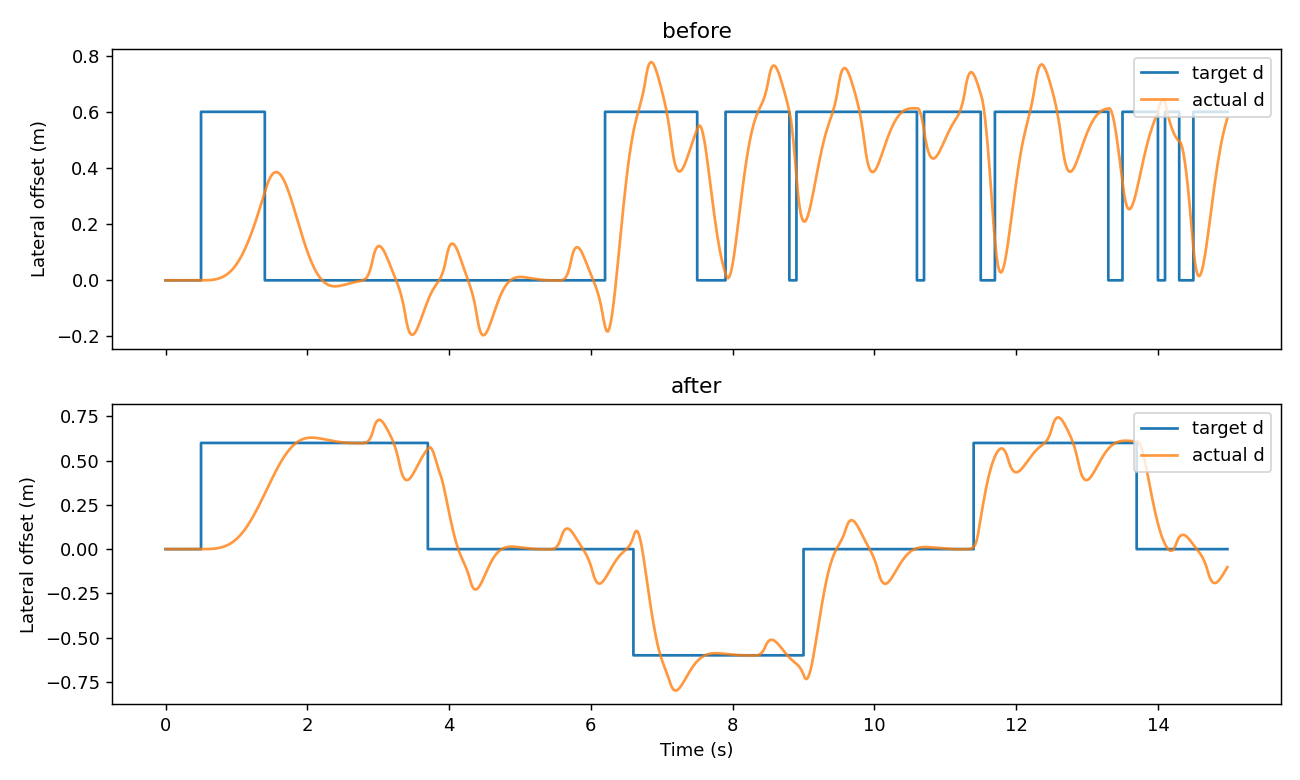 before
0.8
0.6
0.4
0.2
0.0
−0.2
Lateral offset (m)
target d
actual d
after
0.75
0.50
0.25
0.00
−0.25
−0.50
−0.75
Lateral offset (m)
target d
actual d
0 2 4 6 8 10 12 14
Time (s)